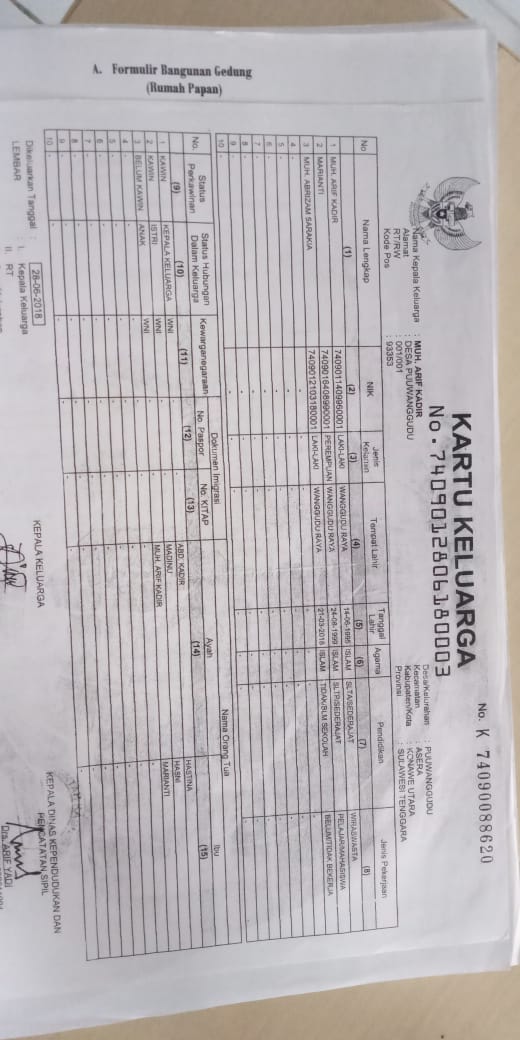 No. K 74090088620
KARTU KELUARGA
No. 7409012806180003
Nama Kepala Keluarga : MUH. ARIF KADIR
Alamat : DESA PUUWANGGUDU
RT/RW : 001/001
Kode Pos : 93353
Desa/Kelurahan : PUUWANGGUDU
Kecamatan : ASERA
Kabupaten/Kota : KONAWE UTARA
Provinsi : SULAWESI TENGGARA
No Nama Lengkap NIK Jenis Kelamin Tempat Lahir Tanggal Lahir Agama Pendidikan Jenis Pekerjaan
(1) (2) (3) (4) (5) (6) (7) (8)
1 MUH. ARIF KADIR 7409011409960001 LAKI-LAKI WANGGUDU RAYA 14-06-1995 ISLAM SLTA/SEDERAJAT WIRASWASTA
2 MARIANTI 7409016408990001 PEREMPUAN WANGGUDU RAYA 24-08-1999 ISLAM SLTP/SEDERAJAT PELAJAR/MAHASISWA
3 MUH. ABRIZAM SARAKIA 7409012103180001 LAKI-LAKI WANGGUDU RAYA 21-03-2018 ISLAM TIDAK/BLM SEKOLAH BELUM/TIDAK BEKERJA
4 -
5 -
6 -
7 -
8 -
9 -
10 -
No. Status Perkawinan Status Hubungan Dalam Keluarga Kewarganegaraan Dokumen Imigrasi Nama Orang Tua
No. Paspor No. KITAP Ayah Ibu
(9) (10) (11) (12) (13) (14) (15)
1 KAWIN KEPALA KELUARGA WNI ABD. KADIR HASTINA
2 KAWIN ISTRI WNI MADINU HASNI
3 BELUM KAWIN ANAK WNI MUH. ARIF KADIR MARIANTI
4 -
5 -
6 -
7 -
8 -
9 -
10 -
Dikeluarkan Tanggal : 28-06-2018
LEMBAR : I. Kepala Keluarga
II. RT
KEPALA KELUARGA
KEPALA DINAS KEPENDUDUKAN DAN
PENCATATAN SIPIL
Drs. ARIF YADI
A. Formulir Bangunan Gedung
(Rumah Papan)